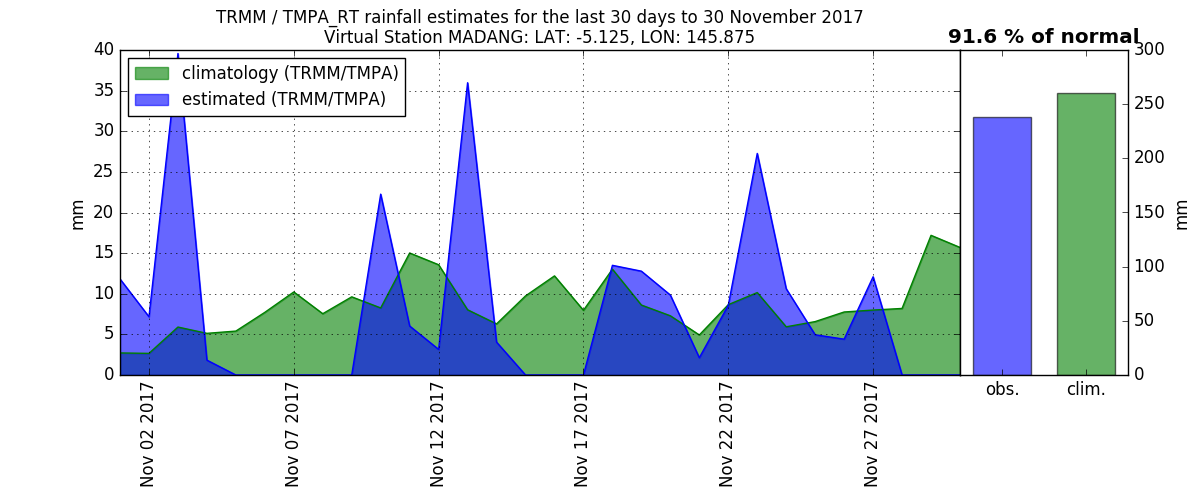 TRMM / TMPA_RT rainfall estimates for the last 30 days to 30 November 2017
Virtual Station MADANG: LAT: -5.125, LON: 145.875
91.6 % of normal
climatology (TRMM/TMPA)
estimated (TRMM/TMPA)
40
35
30
25
20
15
10
5
0
mm
300
250
200
150
100
50
0
mm
obs.
clim.
Nov 02 2017
Nov 07 2017
Nov 12 2017
Nov 17 2017
Nov 22 2017
Nov 27 2017